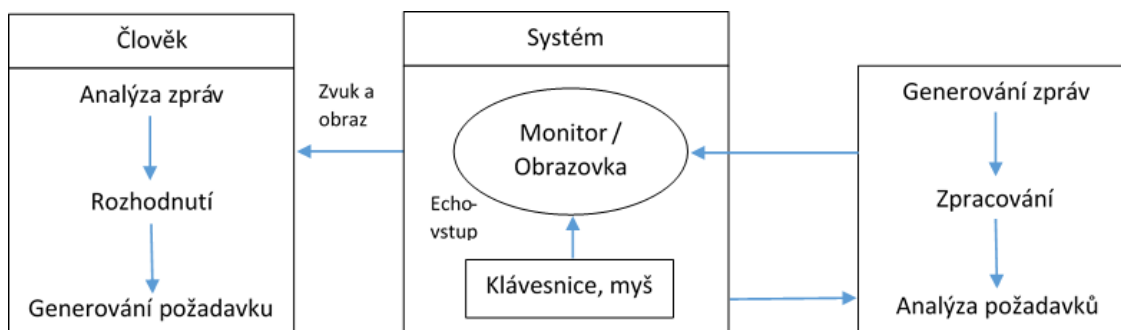 Člověk
Analýza zpráv
Rozhodnutí
Generování požadavku
Zvuk a
obraz
Systém
Monitor /
Obrazovka
Echo-
vstup
Klávesnice, myš
Generování zpráv
Zpracování
Analýza požadavků